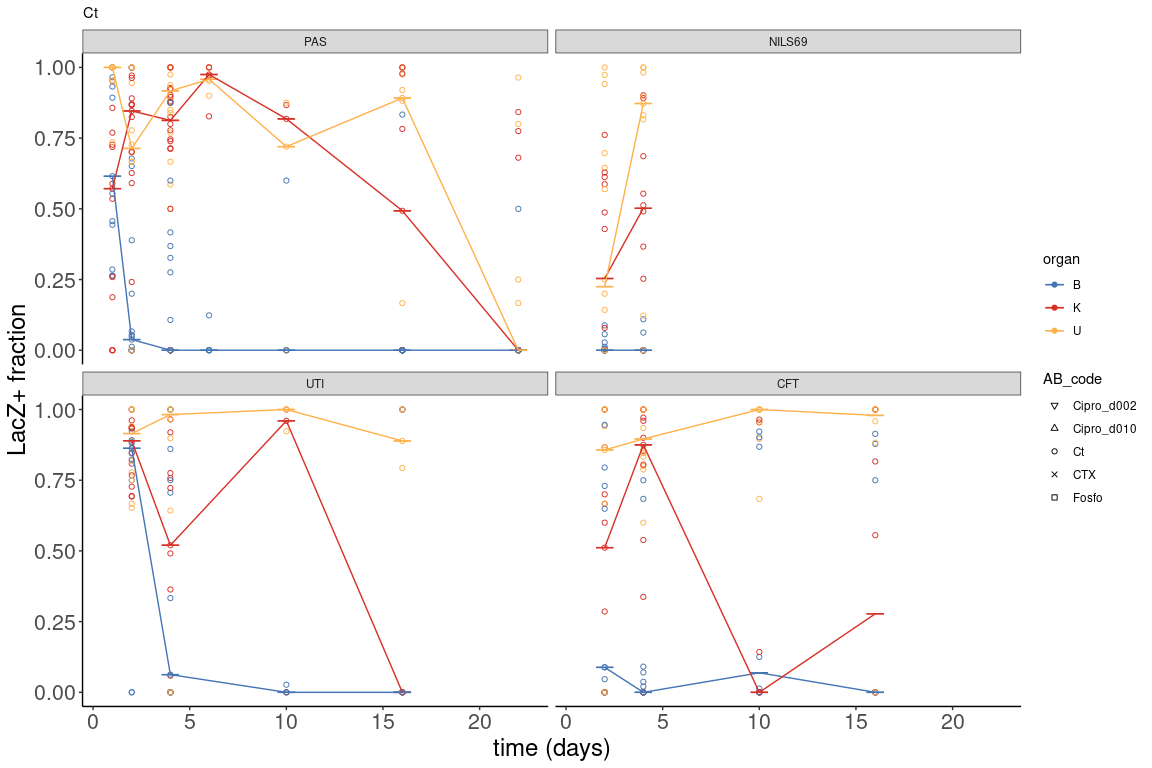 Ct
PAS
NILS69
1.00
0.75
0.50
0.25
0.00
UTI
CFT
1.00
0.75
0.50
0.25
0.00
0 5 10 15 20
0 5 10 15 20
time (days)
LacZ+ fraction
organ
B
K
U
AB_code
Cipro_d002
Cipro_d010
Ct
CTX
Fosfo